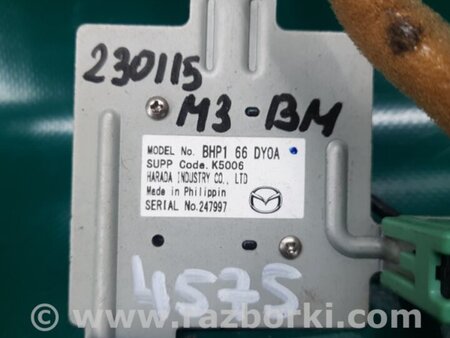 230115
M3-BM
MODEL No. BHP1 66 DY0A
SUPP Code. K5006
HARADA INDUSTRY CO., LTD
Made in Philippin
SERIAL No.247997
4575
www.razborki.com